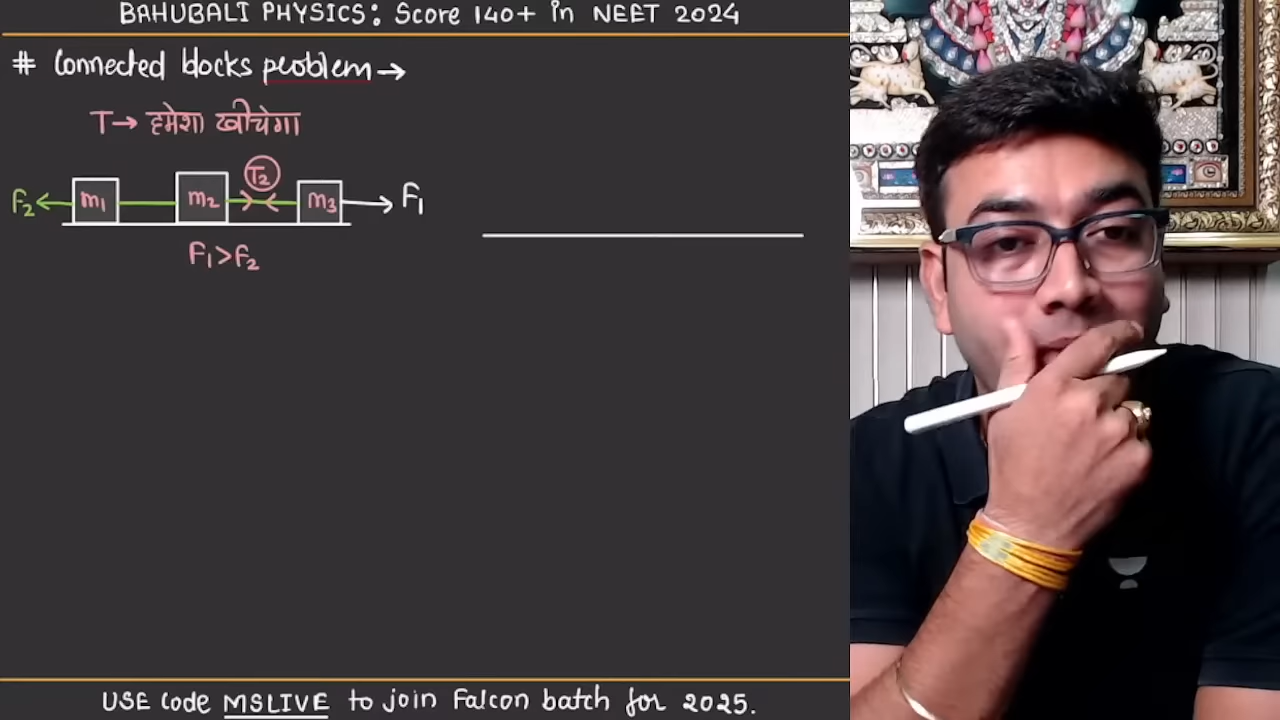 BAHUBALI PHYSICS: Score 140+ in NEET 2024
# Connected blocks problem →
T→ हमेशा खींचेगा
F₂ m₁ m₂ T₂ m₃ F₁
F₁>F₂
USE Code MSLIVE to join Falcon batch for 2025.